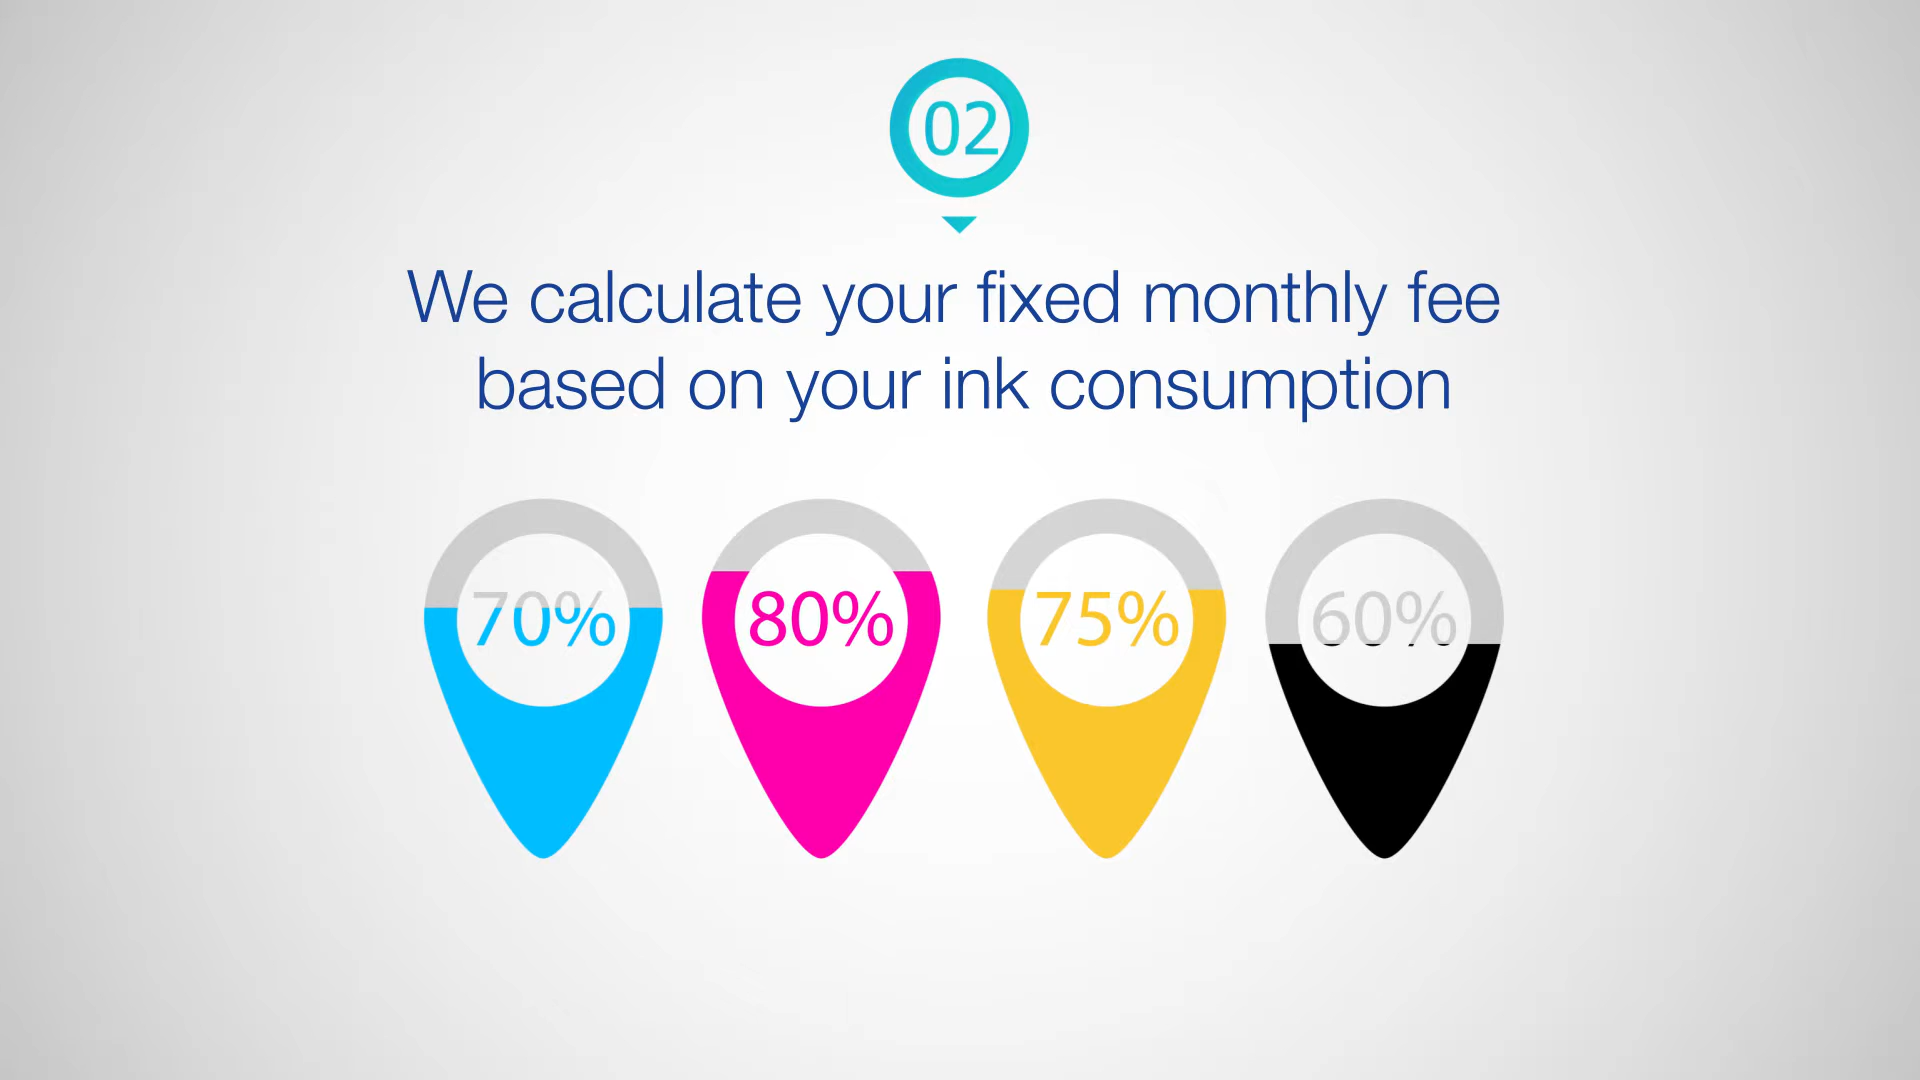 02
We calculate your fixed monthly fee
based on your ink consumption
70% 80% 75% 60%